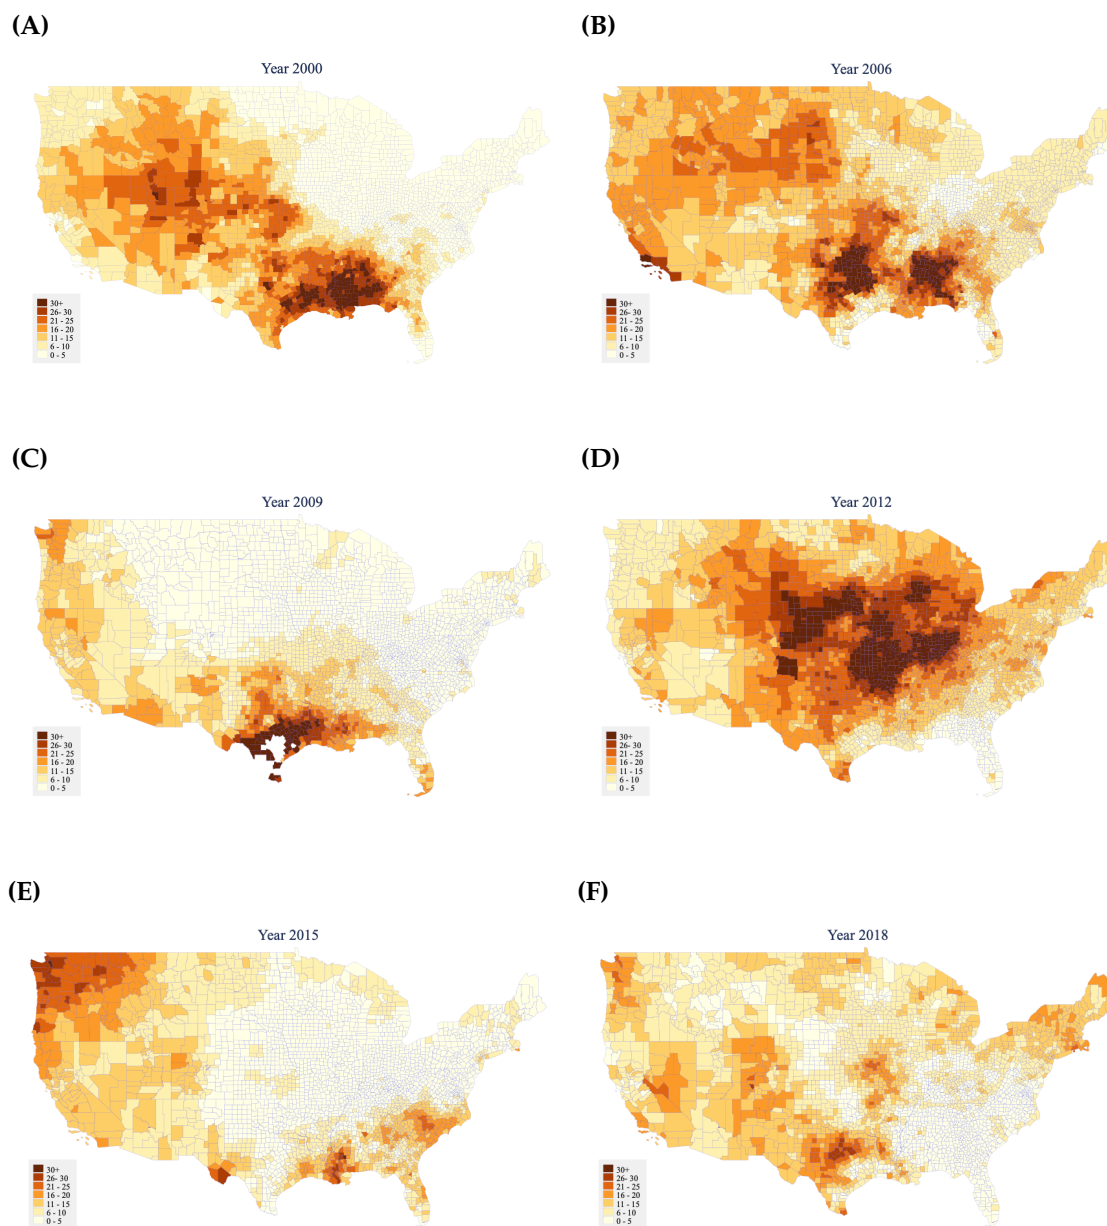 (A)
Year 2000
30+
26- 30
21 - 25
16 - 20
11 - 15
6 - 10
0 - 5
(B)
Year 2006
30+
26- 30
21 - 25
16 - 20
11 - 15
6 - 10
0 - 5
(C)
Year 2009
30+
26- 30
21 - 25
16 - 20
11 - 15
6 - 10
0 - 5
(D)
Year 2012
30+
26- 30
21 - 25
16 - 20
11 - 15
6 - 10
0 - 5
(E)
Year 2015
30+
26- 30
21 - 25
16 - 20
11 - 15
6 - 10
0 - 5
(F)
Year 2018
30+
26- 30
21 - 25
16 - 20
11 - 15
6 - 10
0 - 5